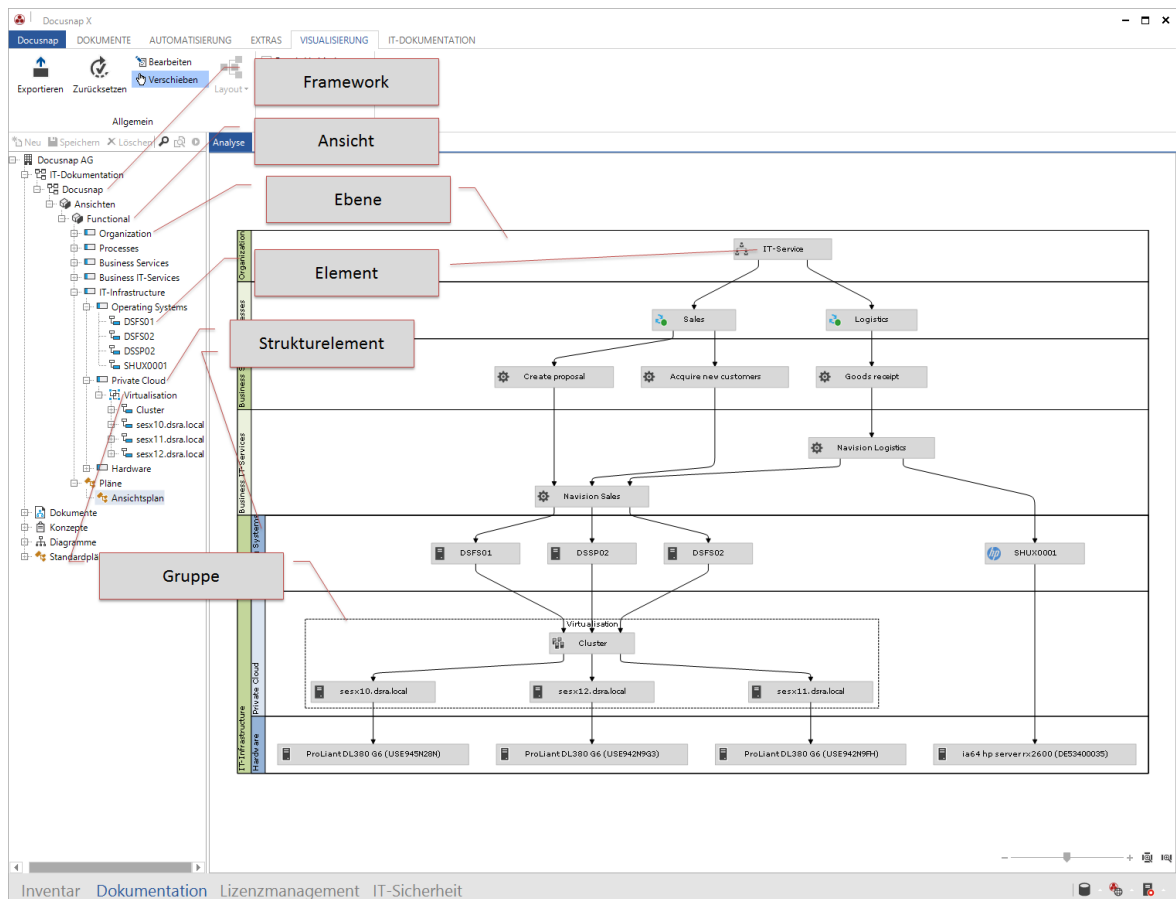 Docusnap X
Docusnap DOKUMENTE AUTOMATISIERUNG EXTRAS VISUALISIERUNG IT-DOKUMENTATION
Bearbeiten
Verschieben
Exportieren Zurücksetzen Layout
Allgemein
Framework
Ansicht
Ebene
Element
Strukturelement
Gruppe
Neu Speichern Löschen
Analyse
Docusnap AG
IT-Dokumentation
Docusnap
Ansichten
Functional
Organization
Processes
Business Services
Business IT-Services
IT-Infrastructure
Operating Systems
DSFS01
DSFS02
DSSP02
SHUX0001
Private Cloud
Virtualisation
Cluster
sesx10.dsra.local
sesx11.dsra.local
sesx12.dsra.local
Hardware
Pläne
Ansichtsplan
Dokumente
Konzepte
Diagramme
Standardplä
Organization
IT-Service
Sales Logistics
Create proposal Acquire new customers Goods receipt
Business IT-Services
Navision Logistics
Navision Sales
DSFS01 DSSP02 DSFS02 SHUX0001
IT-Infrastructure
Private Cloud
Virtualisation
Cluster
sesx10.dsra.local sesx12.dsra.local sesx11.dsra.local
Hardware
ProLiant DL380 G6 (USE945N28N) ProLiant DL380 G6 (USE942N9G3) ProLiant DL380 G6 (USE942N9FH) ia64 hp server rx2600 (DE53400035)
Inventar Dokumentation Lizenzmanagement IT-Sicherheit